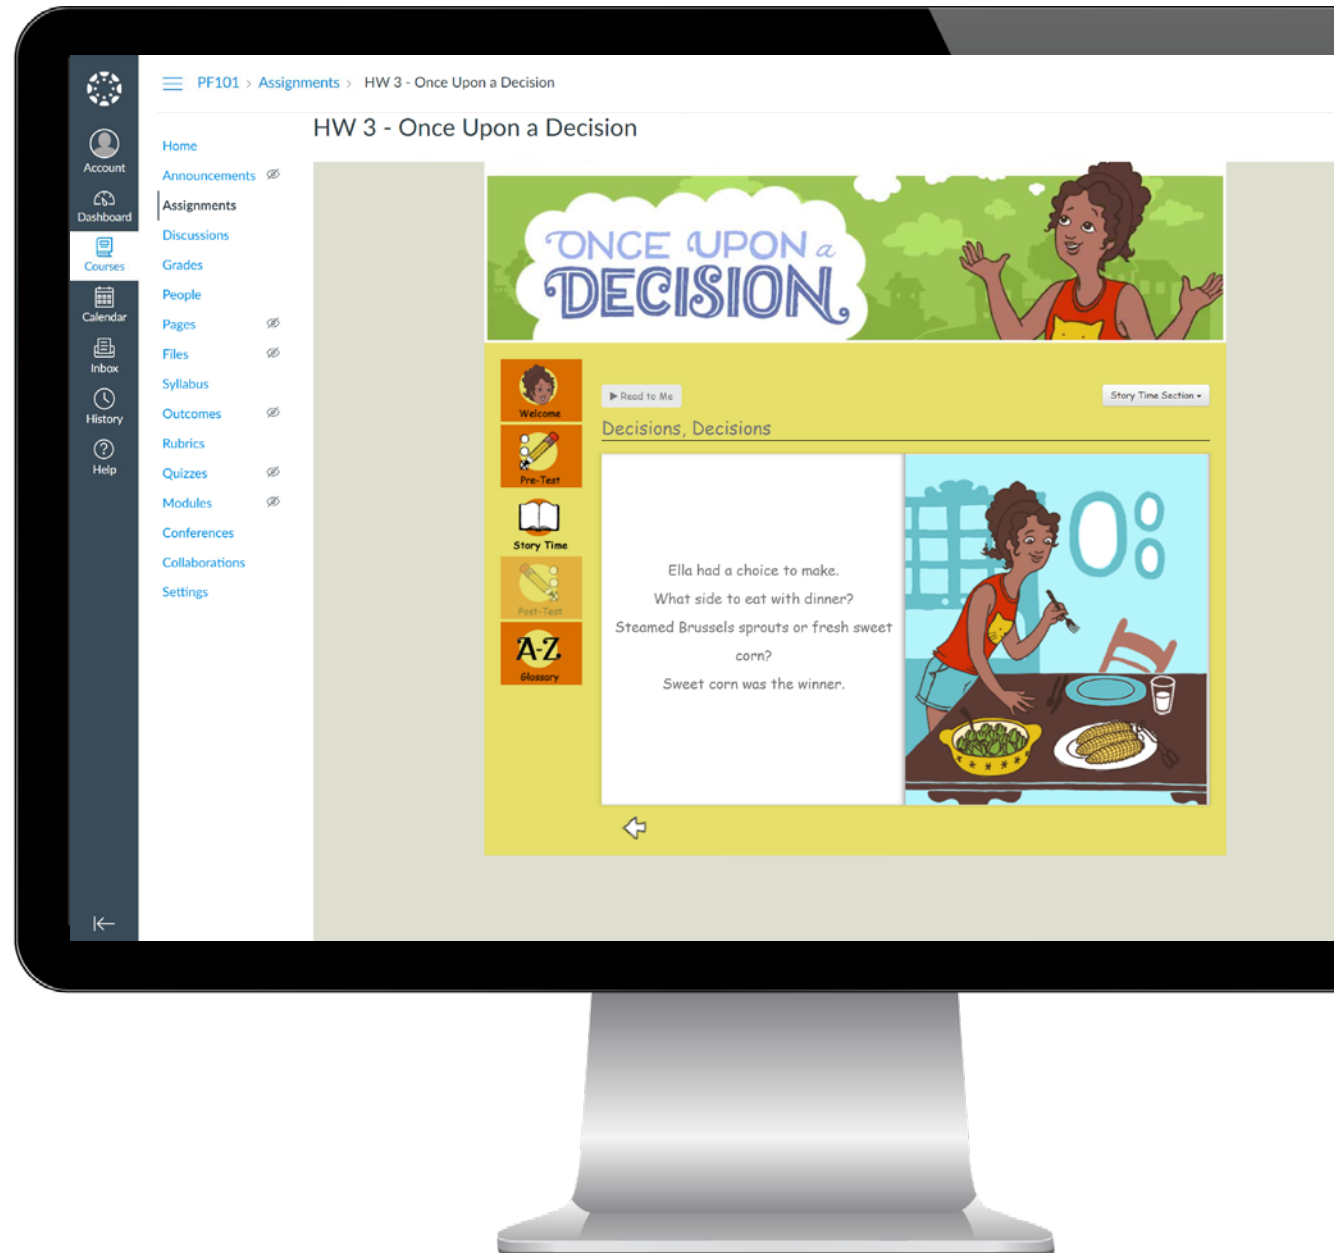 PF101 > Assignments > HW 3 - Once Upon a Decision
HW 3 - Once Upon a Decision
Account
Dashboard
Courses
Calendar
Inbox
History
Help
Home
Announcements
Assignments
Discussions
Grades
People
Pages
Files
Syllabus
Outcomes
Rubrics
Quizzes
Modules
Conferences
Collaborations
Settings
ONCE UPON a
DECISION
Welcome
Pre-Test
Story Time
Post-Test
A-Z
Glossary
Read to Me
Story Time Section
Decisions, Decisions
Ella had a choice to make.
What side to eat with dinner?
Steamed Brussels sprouts or fresh sweet
corn?
Sweet corn was the winner.